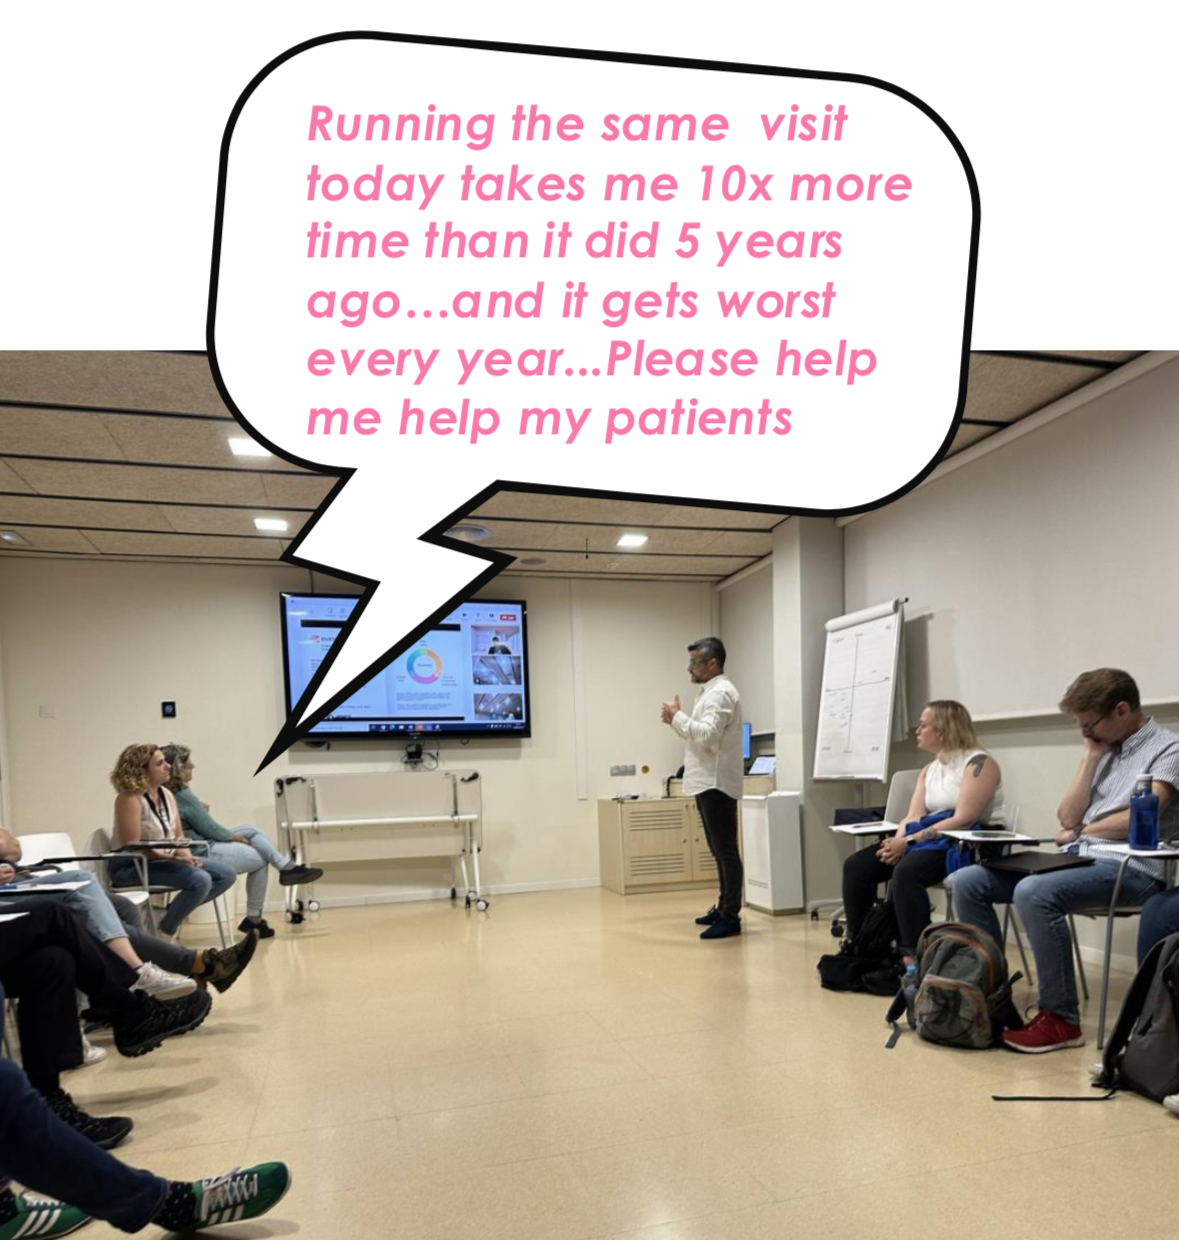 Running the same visit
today takes me 10x more
time than it did 5 years
ago...and it gets worst
every year...Please help
me help my patients